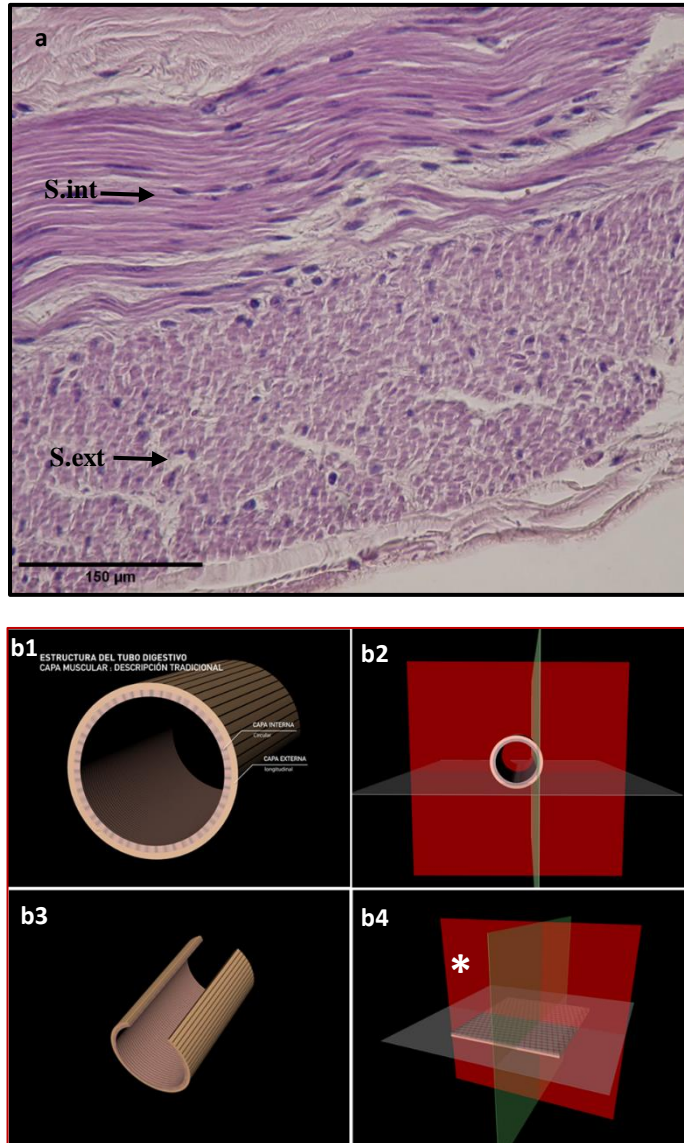 a
S.int
S.ext
150 µm
b1
ESTRUCTURA DEL TUBO DIGESTIVO
CAPA MUSCULAR : DESCRIPCIÓN TRADICIONAL
CAPA INTERNA
circular
CAPA EXTERNA
longitudinal
b2
b3
b4
*